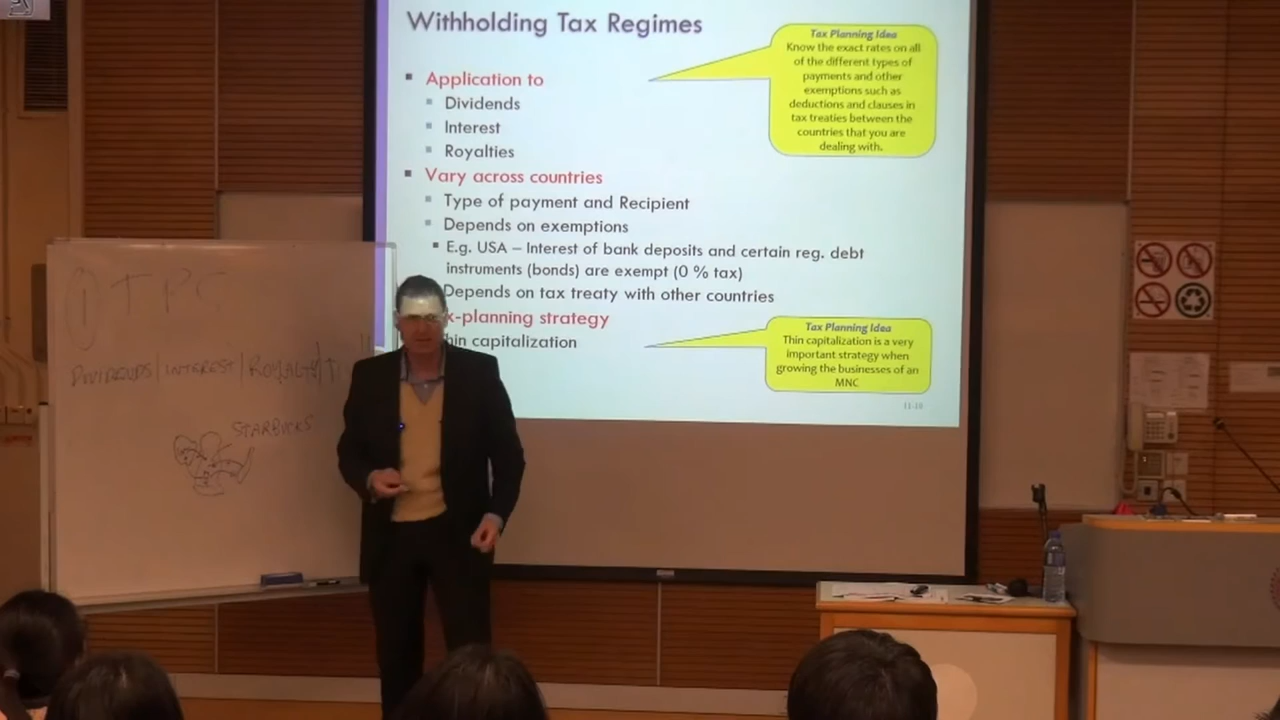 Withholding Tax Regimes
Application to
Dividends
Interest
Royalties
Vary across countries
Type of payment and Recipient
Depends on exemptions
E.g. USA – Interest of bank deposits and certain reg. debt
instruments (bonds) are exempt (0 % tax)
Depends on tax treaty with other countries
x-planning strategy
hin capitalization
Tax Planning Idea
Know the exact rates on all
of the different types of
payments and other
exemptions such as
deductions and clauses in
tax treaties between the
countries that you are
dealing with.
Tax Planning Idea
Thin capitalization is a very
important strategy when
growing the businesses of an
MNC
1 TPC
DIVIDENDS | INTEREST | ROYALTY
STARBUCKS